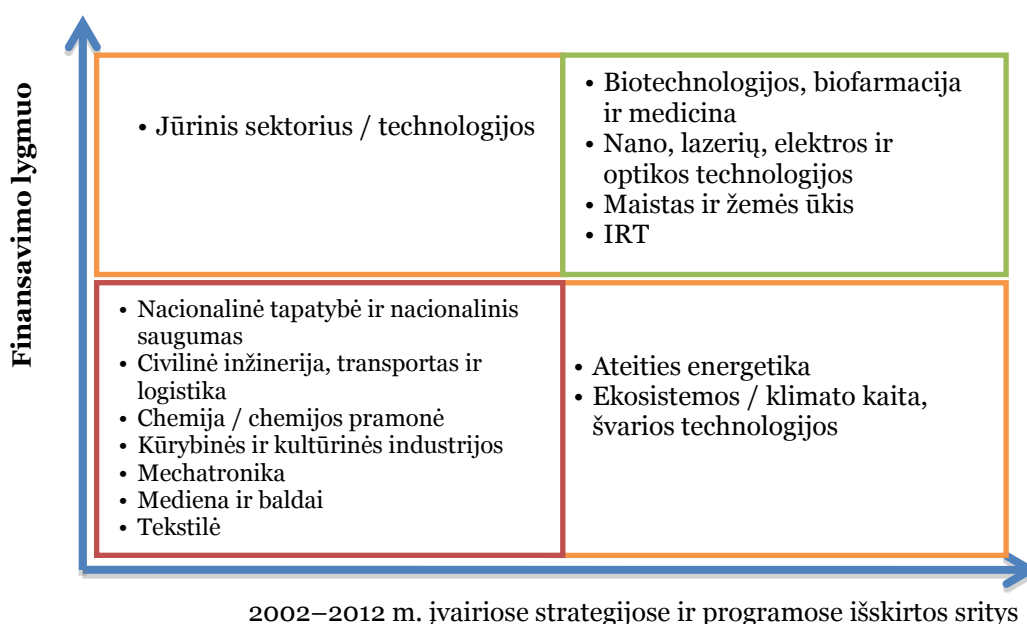 Finansavimo lygmuo
• Jūrinis sektorius / technologijos
• Biotechnologijos, biofarmacija
ir medicina
• Nano, lazerių, elektros ir
optikos technologijos
• Maistas ir žemės ūkis
• IRT
• Nacionalinė tapatybė ir nacionalinis
saugumas
• Civilinė inžinerija, transportas ir
logistika
• Chemija / chemijos pramonė
• Kūrybinės ir kultūrinės industrijos
• Mechatronika
• Mediena ir baldai
• Tekstilė
• Ateities energetika
• Ekosistemos / klimato kaita,
švarios technologijos
2002–2012 m. įvairiose strategijose ir programose išskirtos sritys